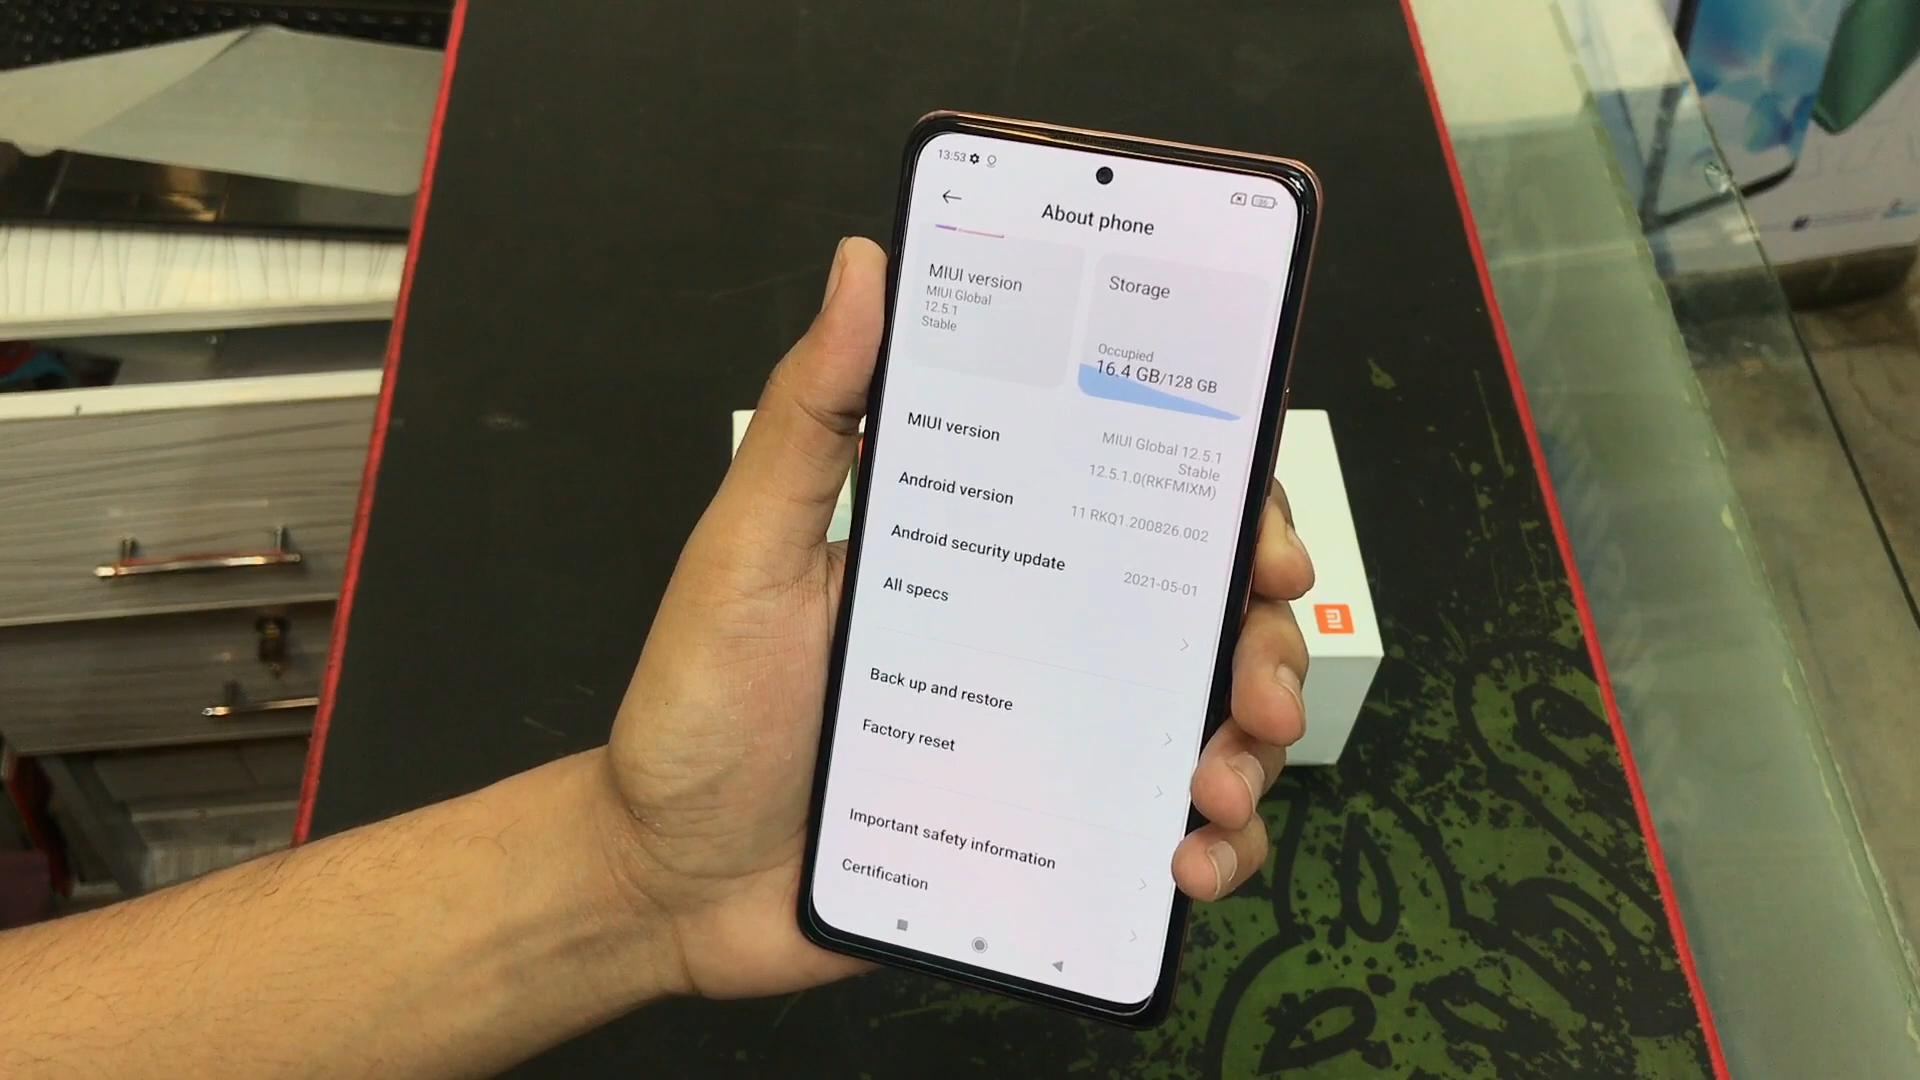 13:53
About phone
MIUI version
MIUI Global
12.5.1
Stable
Storage
Occupied
16.4 GB/128 GB
MIUI version
MIUI Global 12.5.1
Stable
12.5.1.0(RKFMIXM)
Android version
11 RKQ1.200826.002
Android security update
2021-05-01
All specs
Back up and restore
Factory reset
Important safety information
Certification